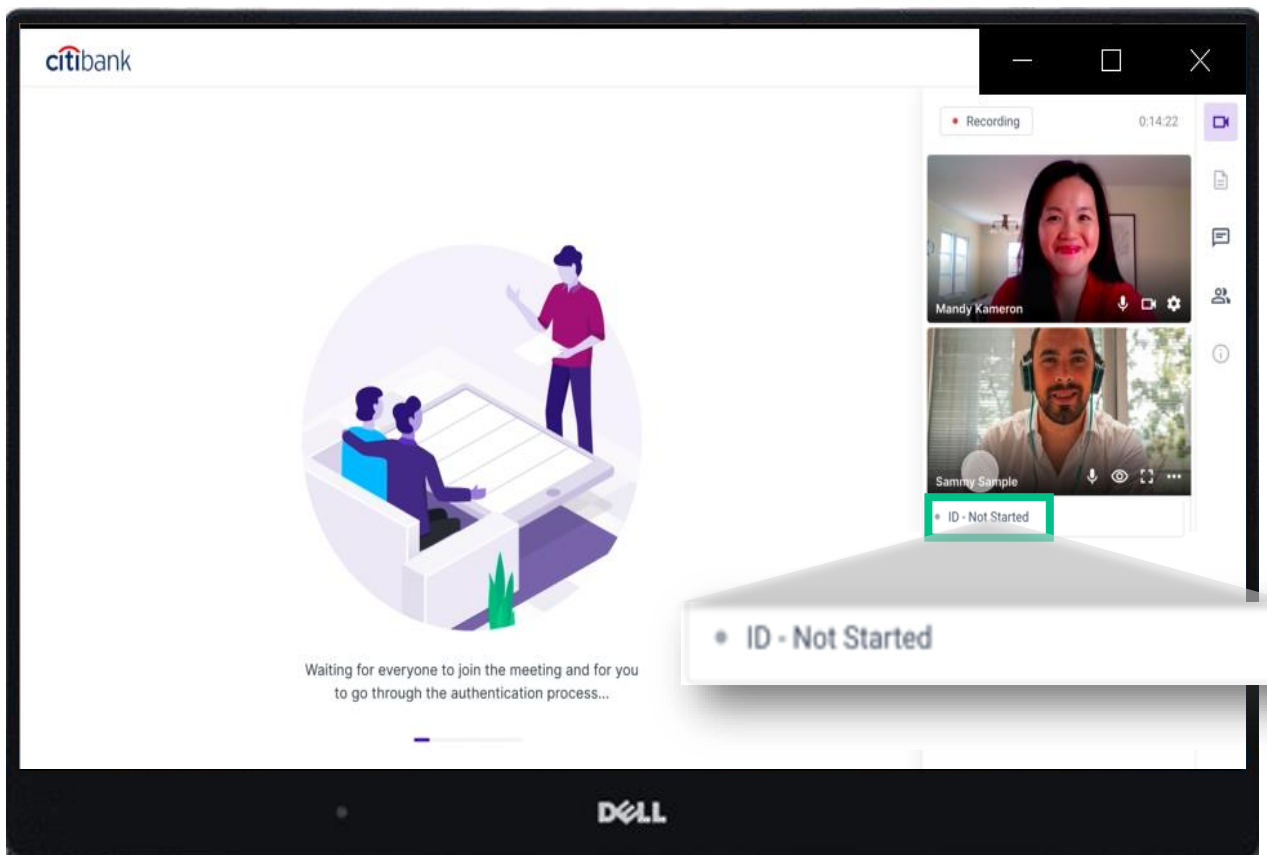 citibank
Recording 0:14:22
Mandy Kameron
Sammy Sample
• ID - Not Started
• ID - Not Started
Waiting for everyone to join the meeting and for you
to go through the authentication process...
DELL